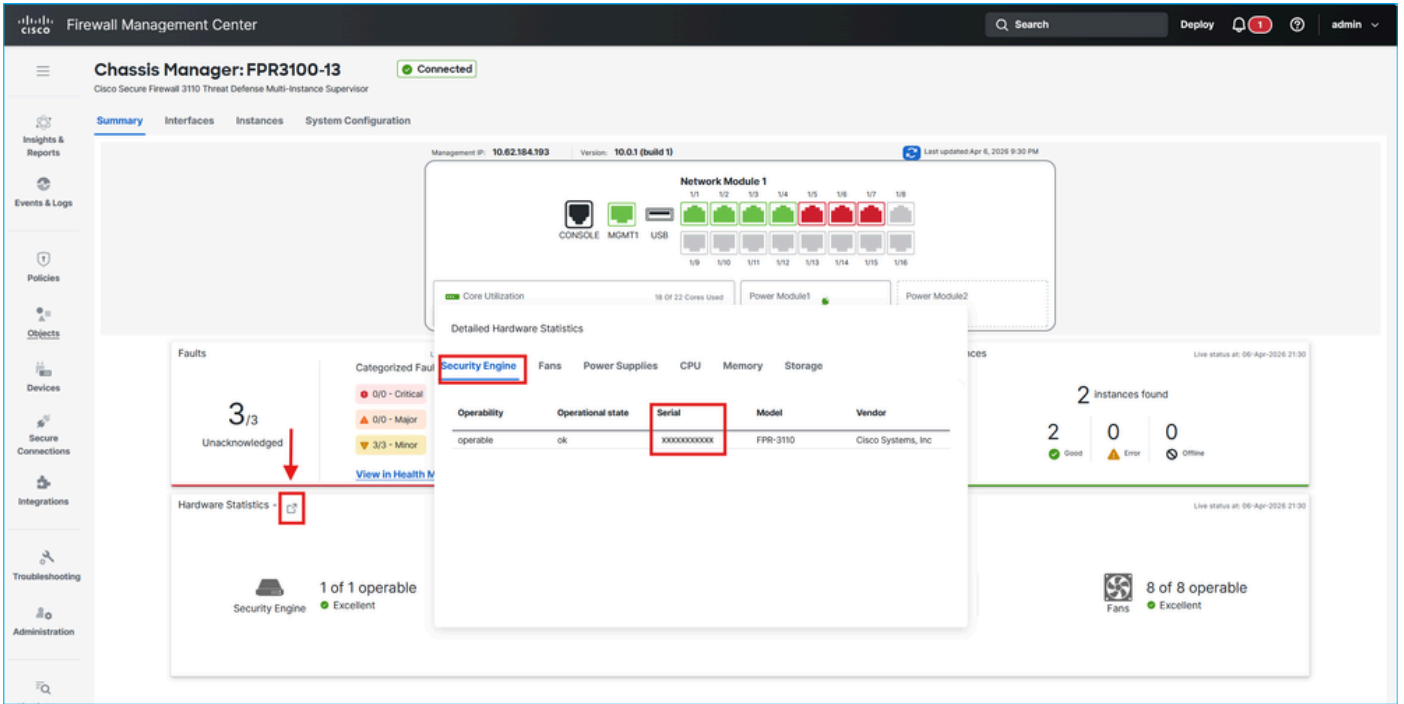 cisco Firewall Management Center
Search
Deploy
1
admin
Chassis Manager: FPR3100-13
Connected
Cisco Secure Firewall 3110 Threat Defense Multi-Instance Supervisor
Summary Interfaces Instances System Configuration
Insights &
Reports
Events & Logs
Policies
Objects
Devices
Secure
Connections
Integrations
Troubleshooting
Administration
Management IP: 10.62.184.193 Version: 10.0.1 (build 1)
Last updated:Apr 6, 2026 9:30 PM
Network Module 1
1/1 1/2 1/3 1/4 1/5 1/6 1/7 1/8
CONSOLE MGMT1 USB
1/9 1/10 1/11 1/12 1/13 1/14 1/15 1/16
Core Utilization 18 Of 22 Cores Used
Power Module1
Power Module2
Faults
3/3
Unacknowledged
Categorized Faul
0/0 - Critical
0/0 - Major
3/3 - Minor
View in Health M
Detailed Hardware Statistics
Security Engine Fans Power Supplies CPU Memory Storage
Operability Operational state Serial Model Vendor
operable ok XXXXXXXXXXX FPR-3110 Cisco Systems, Inc
nces
Live status at: 06-Apr-2026 21:30
2 instances found
2 0 0
Good Error Offline
Hardware Statistics -
Live status at: 06-Apr-2026 21:30
1 of 1 operable
Security Engine Excellent
8 of 8 operable
Fans Excellent